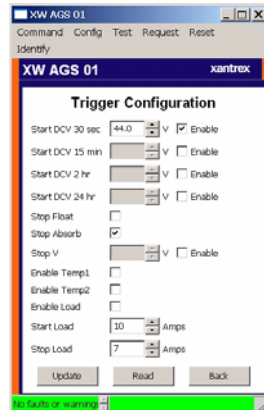 XW AGS 01
Command Config Test Request Reset
Identify
XW AGS 01 xantrex
Trigger Configuration
Start DCV 30 sec 44.0 V Enable
Start DCV 15 min V Enable
Start DCV 2 hr V Enable
Start DCV 24 hr V Enable
Stop Float
Stop Absorb
Stop V V Enable
Enable Temp1
Enable Temp2
Enable Load
Start Load 10 Amps
Stop Load 7 Amps
Update Read Back
No faults or warnings